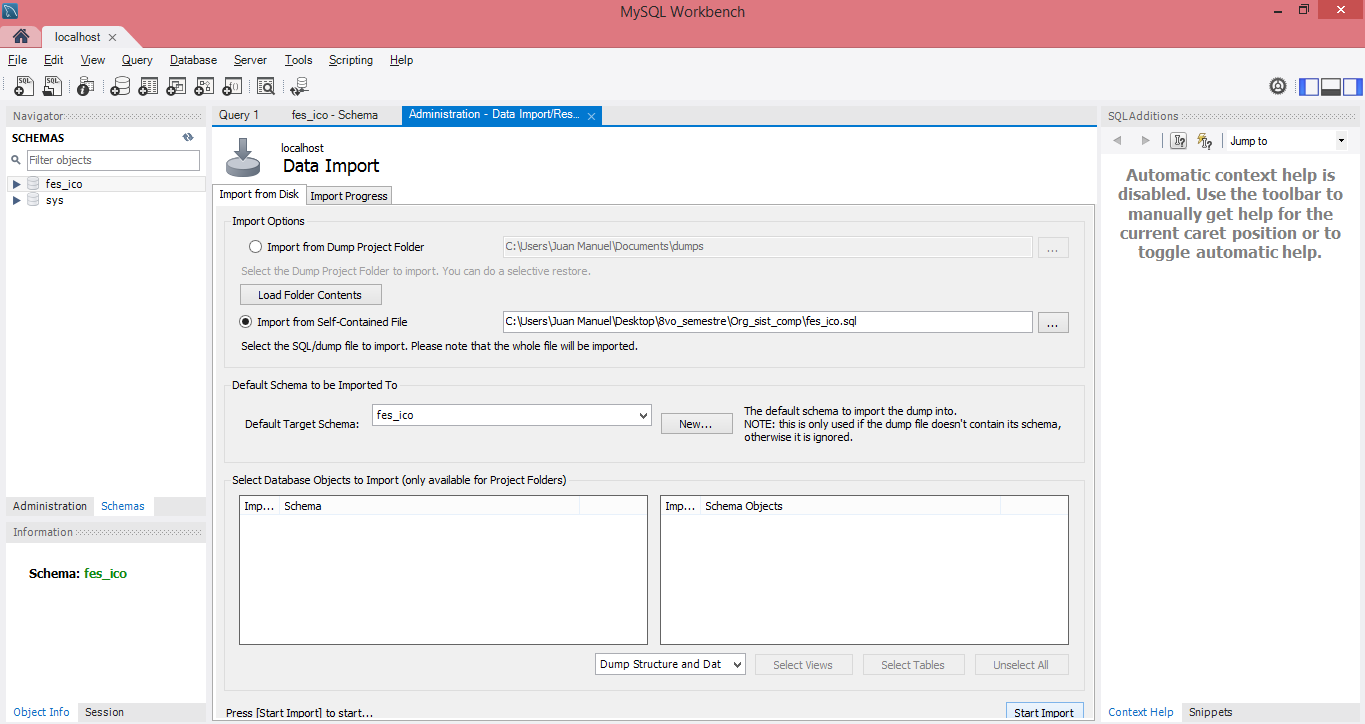 MySQL Workbench
localhost
File Edit View Query Database Server Tools Scripting Help
Navigator
SCHEMAS
Filter objects
fes_ico
sys
Administration Schemas
Information
Schema: fes_ico
Object Info Session
Query 1 fes_ico - Schema Administration - Data Import/Res...
localhost
Data Import
Import from Disk Import Progress
Import Options
Import from Dump Project Folder C:\Users\Juan Manuel\Documents\dumps ...
Select the Dump Project Folder to import. You can do a selective restore.
Load Folder Contents
Import from Self-Contained File C:\Users\Juan Manuel\Desktop\8vo_semestre\Org_sist_comp\fes_ico.sql ...
Select the SQL/dump file to import. Please note that the whole file will be imported.
Default Schema to be Imported To
Default Target Schema: fes_ico New...
The default schema to import the dump into.
NOTE: this is only used if the dump file doesn't contain its schema,
otherwise it is ignored.
Select Database Objects to Import (only available for Project Folders)
Imp... Schema
Imp... Schema Objects
Dump Structure and Dat Select Views Select Tables Unselect All
Press [Start Import] to start... Start Import
SQLAdditions
Jump to
Automatic context help is
disabled. Use the toolbar to
manually get help for the
current caret position or to
toggle automatic help.
Context Help Snippets